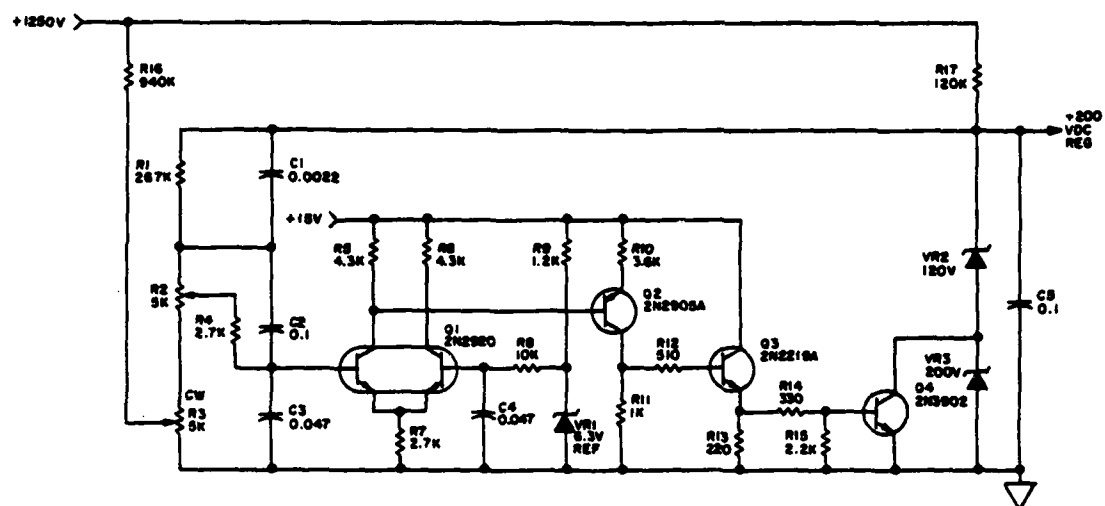 +1250V
R16
940K
R17
120K
+200
VDC
REG
R1
267K
C1
0.0022
+15V
R5
4.3K
R6
4.3K
R9
1.2K
R10
3.6K
VR2
120V
R2
5K
R4
2.7K
C2
0.1
Q1
2N2920
R8
10K
Q2
2N2905A
C5
0.1
R12
510
Q3
2N2219A
VR3
200V
Q4
2N3902
CW
R3
5K
C3
0.047
R7
2.7K
C4
0.047
VR1
6.3V
REF
R11
1K
R14
330
R13
220
R15
2.2K